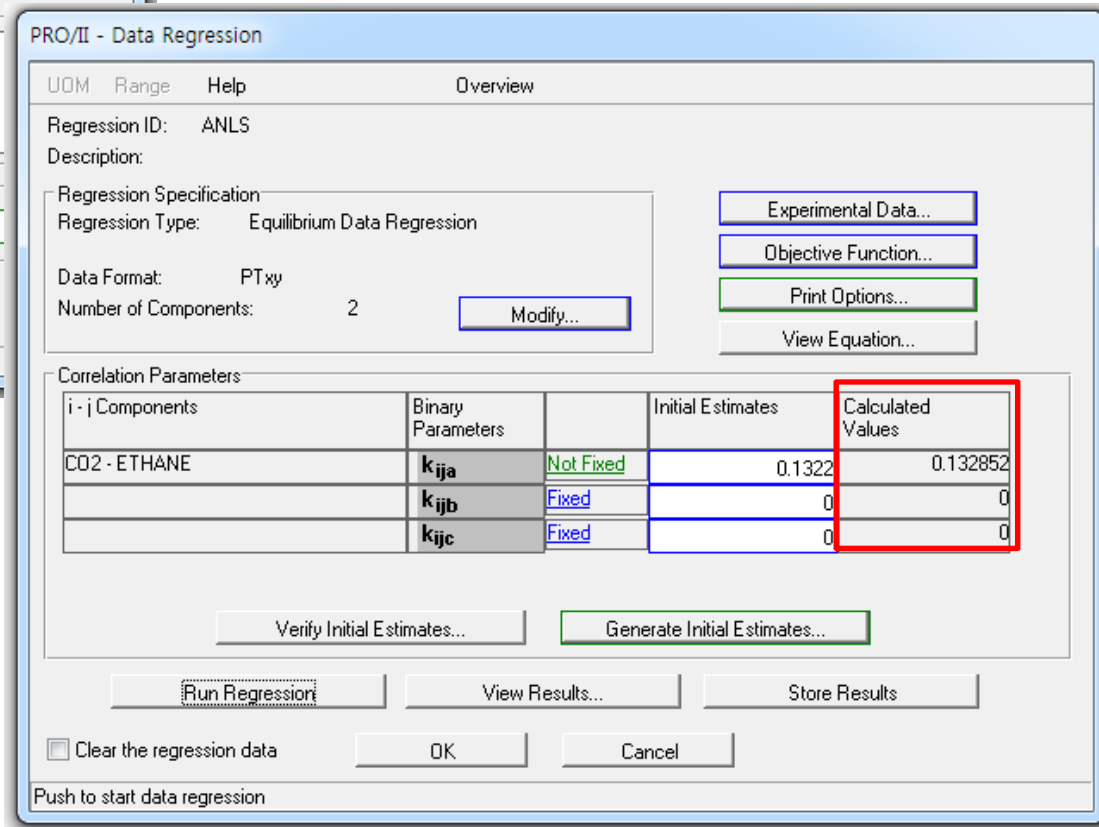 PRO/II - Data Regression
UOM Range Help Overview
Regression ID: ANLS
Description:
Regression Specification
Regression Type: Equilibrium Data Regression
Experimental Data...
Objective Function...
Data Format: PTxy
Print Options...
Number of Components: 2 Modify...
View Equation...
Correlation Parameters
i - j Components Binary Parameters Initial Estimates Calculated Values
CO2 - ETHANE kija Not Fixed 0.1322 0.132852
kijb Fixed 0 0
kijc Fixed 0 0
Verify Initial Estimates... Generate Initial Estimates...
Run Regression View Results... Store Results
Clear the regression data OK Cancel
Push to start data regression